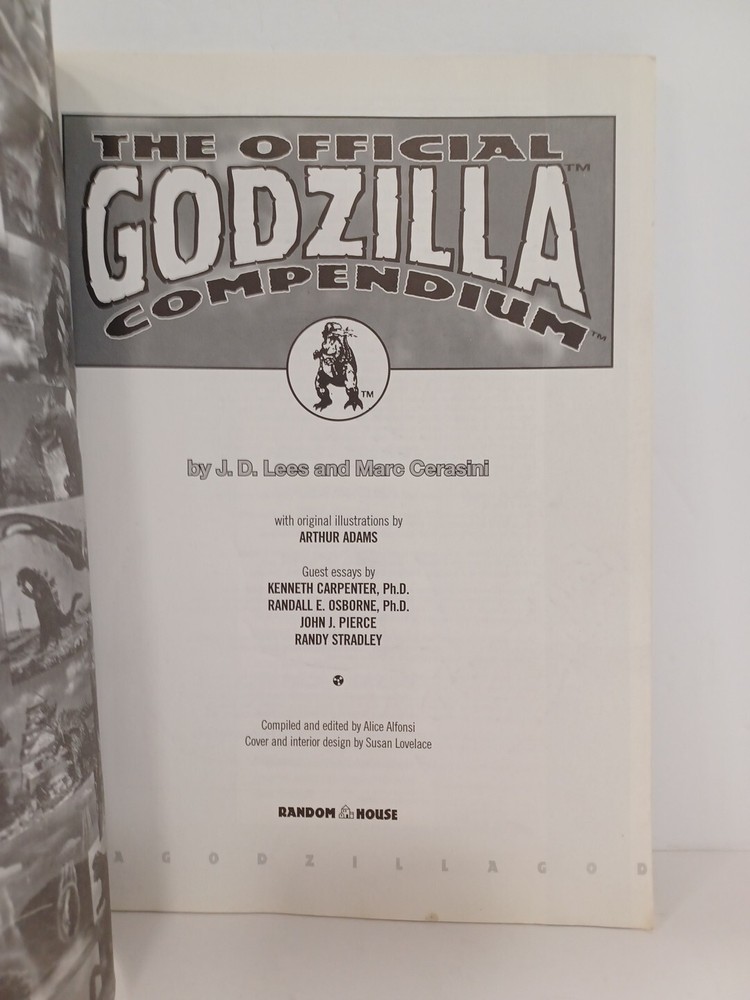 THE OFFICIAL
GODZILLA™
COMPENDIUM™
TM
by J. D. Lees and Marc Cerasini
with original illustrations by
ARTHUR ADAMS
Guest essays by
KENNETH CARPENTER, Ph.D.
RANDALL E. OSBORNE, Ph.D.
JOHN J. PIERCE
RANDY STRADLEY
Compiled and edited by Alice Alfonsi
Cover and interior design by Susan Lovelace
RANDOM HOUSE
A G O D Z I L L A G O D